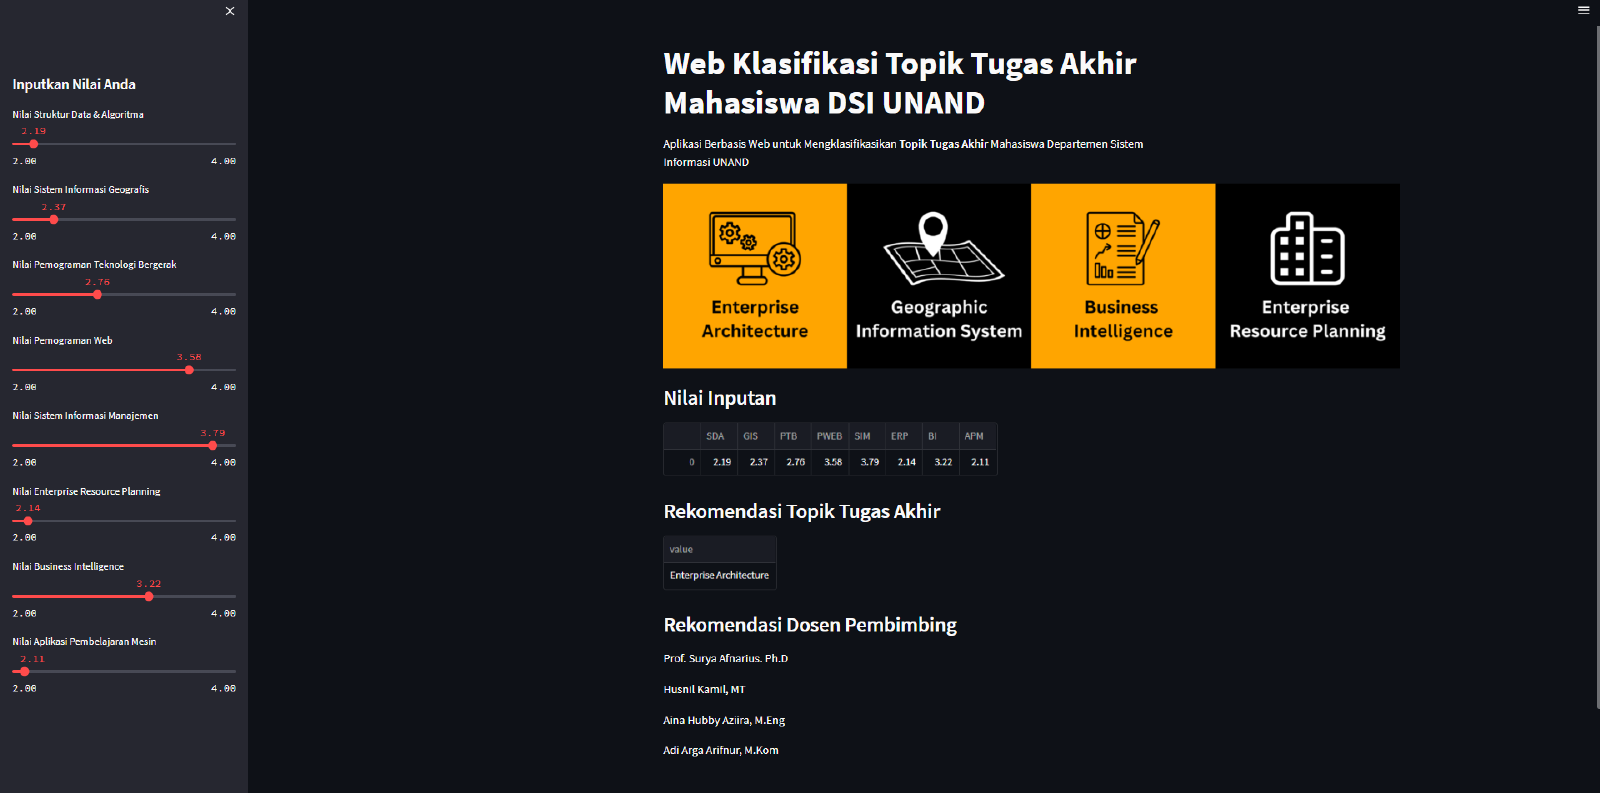 Inputkan Nilai Anda
Nilai Struktur Data & Algoritma
2.19
2.00 4.00
Nilai Sistem Informasi Geografis
2.37
2.00 4.00
Nilai Pemograman Teknologi Bergerak
2.76
2.00 4.00
Nilai Pemograman Web
3.58
2.00 4.00
Nilai Sistem Informasi Manajemen
3.79
2.00 4.00
Nilai Enterprise Resource Planning
2.14
2.00 4.00
Nilai Business Intelligence
3.22
2.00 4.00
Nilai Aplikasi Pembelajaran Mesin
2.11
2.00 4.00
Web Klasifikasi Topik Tugas Akhir
Mahasiswa DSI UNAND
Aplikasi Berbasis Web untuk Mengklasifikasikan Topik Tugas Akhir Mahasiswa Departemen Sistem
Informasi UNAND
Enterprise
Architecture
Geographic
Information System
Business
Intelligence
Enterprise
Resource Planning
Nilai Inputan
SDA GIS PTB PWEB SIM ERP BI APM
0 2.19 2.37 2.76 3.58 3.79 2.14 3.22 2.11
Rekomendasi Topik Tugas Akhir
value
Enterprise Architecture
Rekomendasi Dosen Pembimbing
Prof. Surya Afnarius. Ph.D
Husnil Kamil, MT
Aina Hubby Aziira, M.Eng
Adi Arga Arifnur, M.Kom